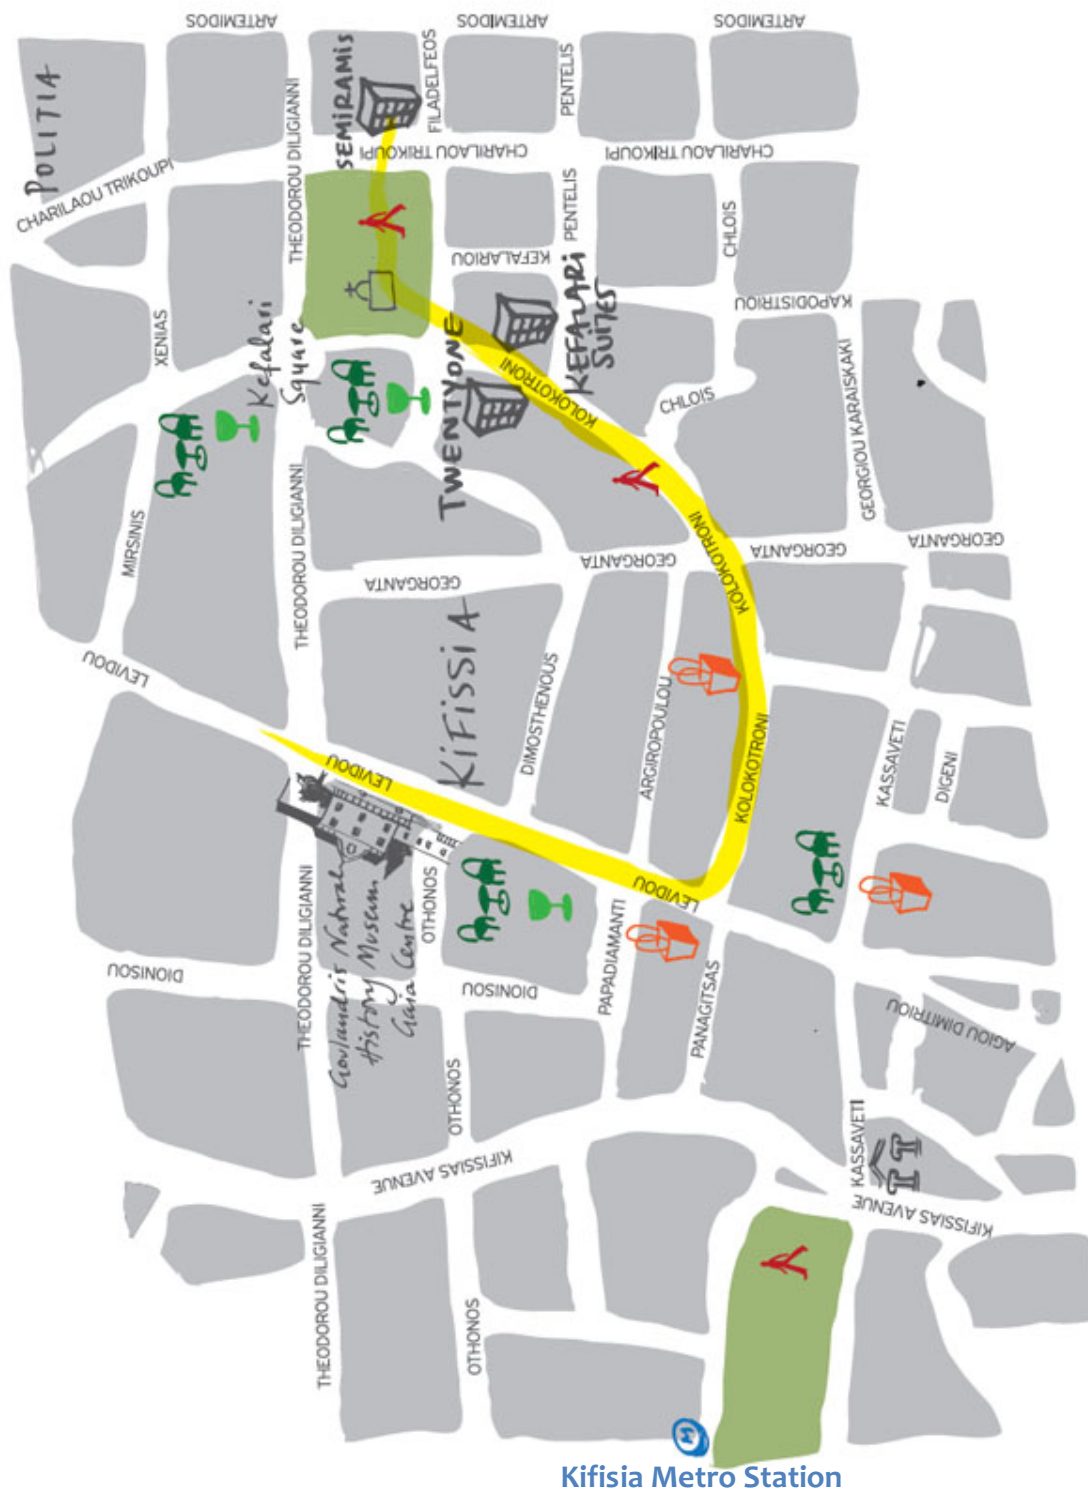 ARTEMIDOS
ARTEMIDOS
ARTEMIDOS
POLITIA
THEODOROU DILIGIANNI
SEMIRAMIS
FILADELFEOS
PENTELIS
CHARILAOU TRIKOUPI
CHARILAOU TRIKOUPI
CHARILAOU TRIKOUPI
PENTELIS
CHLOIS
KEFALARIOU
KAPODISTRIOU
XENIAS
Kefalari
Square
TWENTYONE
KEFALARI
SUITES
KOLOKOTRONI
CHLOIS
GEORGIOU KARAISKAKI
MIRSINIS
THEODOROU DILIGIANNI
KOLOKOTRONI
GEORGANTA
GEORGANTA
GEORGANTA
GEORGANTA
KOLOKOTRONI
LEVIDOU
KiFiSSiA
DIMOSTHENOUS
ARGIROPOULOU
KOLOKOTRONI
KASSAVETI
DIGENI
LEVIDOU
LEVIDOU
THEODOROU DILIGIANNI
Goulandris Natural
History Museum
Gaia Centre
OTHONOS
PAPADIAMANTI
PANAGITSAS
DIONISOU
DIONISOU
AGIOU DIMITRIOU
OTHONOS
KASSAVETI
KIFISSIAS AVENUE
KIFISSIAS AVENUE
THEODOROU DILIGIANNI
OTHONOS
M
Kifisia Metro Station